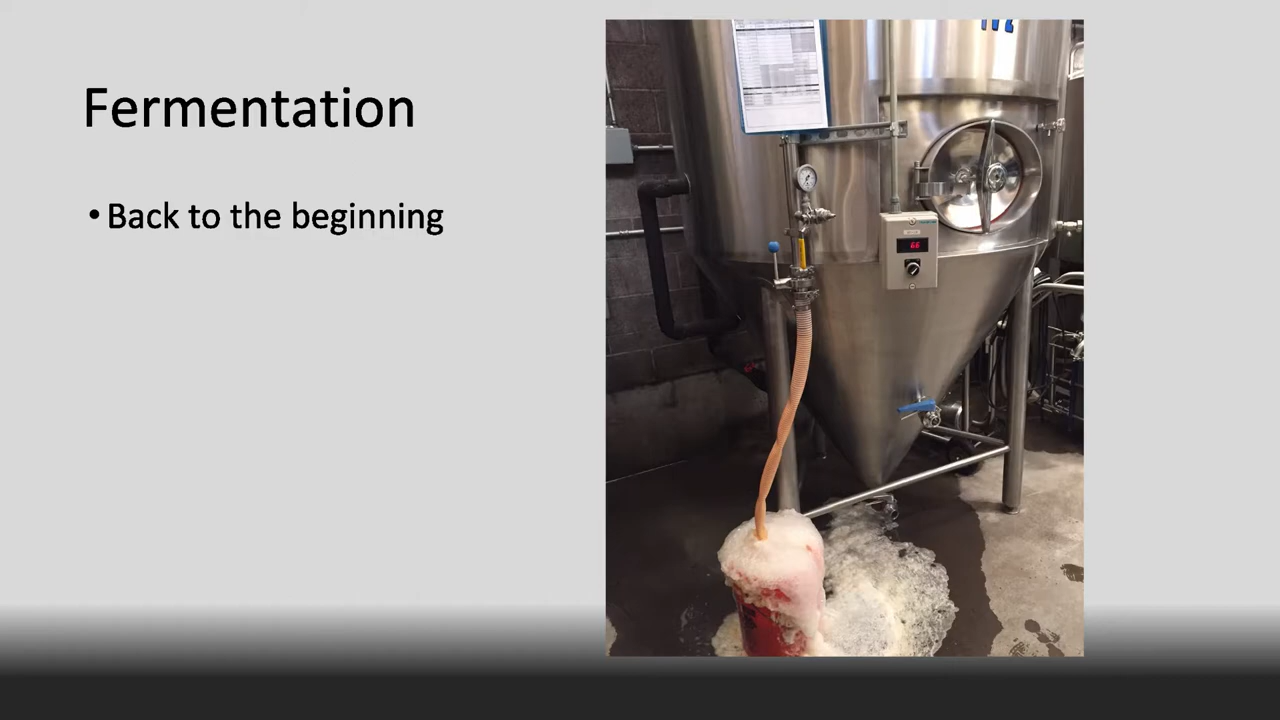 Fermentation
•Back to the beginning
66